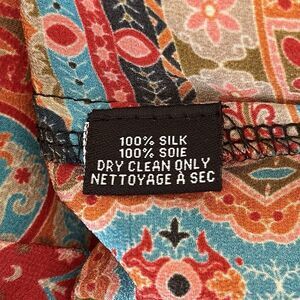 100% SILK
100% SOIE
DRY CLEAN ONLY
NETTOYAGE À SEC